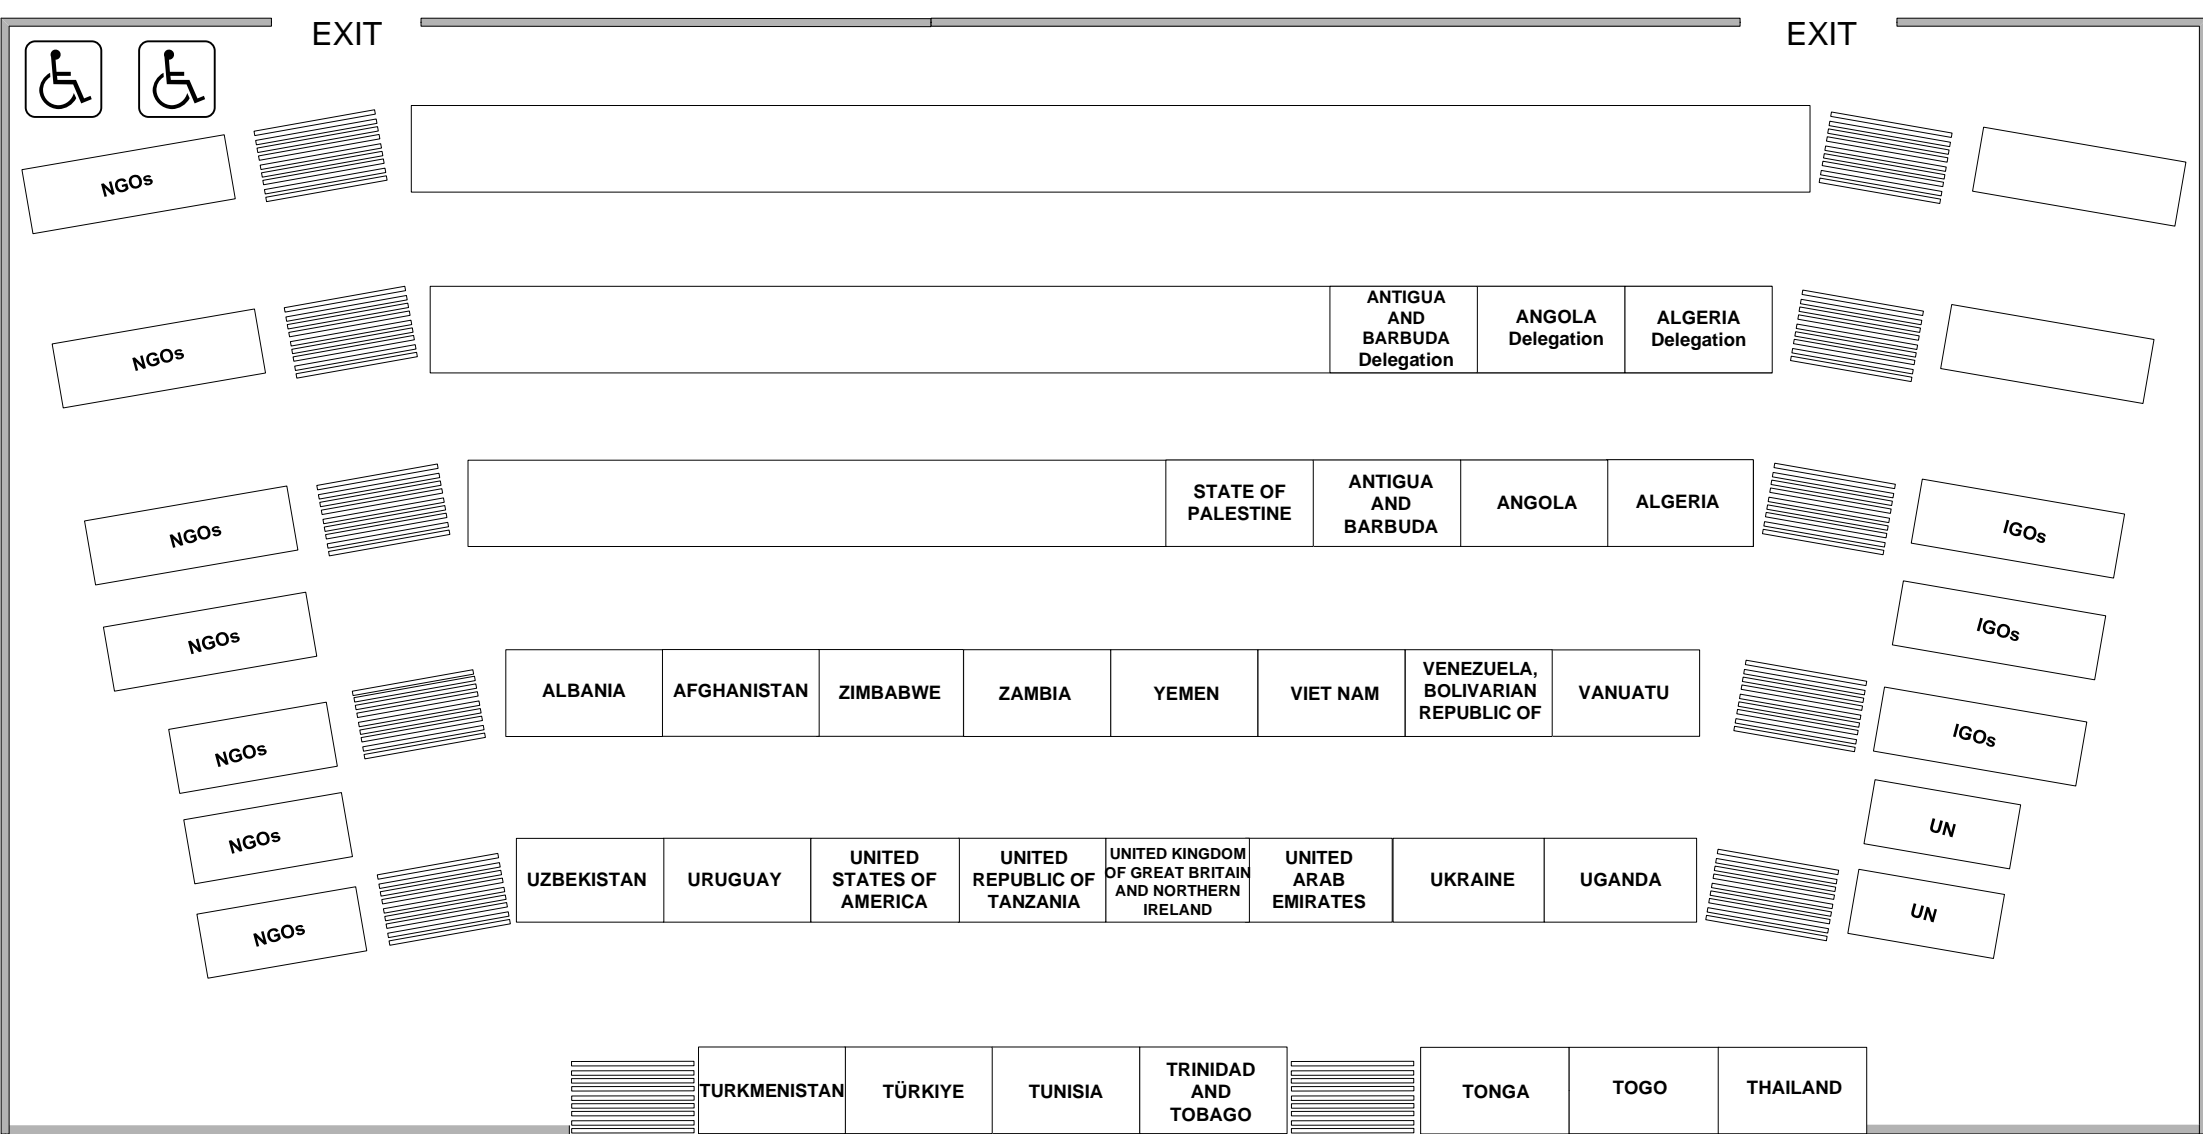 EXIT
EXIT
NGOs
NGOs
ANTIGUA
AND
BARBUDA
Delegation
ANGOLA
Delegation
ALGERIA
Delegation
NGOs
STATE OF
PALESTINE
ANTIGUA
AND
BARBUDA
ANGOLA
ALGERIA
IGOs
NGOs
IGOs
NGOs
ALBANIA
AFGHANISTAN
ZIMBABWE
ZAMBIA
YEMEN
VIET NAM
VENEZUELA,
BOLIVARIAN
REPUBLIC OF
VANUATU
IGOs
NGOs
UN
NGOs
UZBEKISTAN
URUGUAY
UNITED
STATES OF
AMERICA
UNITED
REPUBLIC OF
TANZANIA
UNITED KINGDOM
OF GREAT BRITAIN
AND NORTHERN
IRELAND
UNITED
ARAB
EMIRATES
UKRAINE
UGANDA
UN
TURKMENISTAN
TÜRKIYE
TUNISIA
TRINIDAD
AND
TOBAGO
TONGA
TOGO
THAILAND